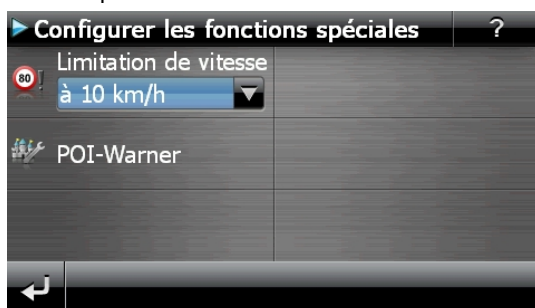 Configurer les fonctions spéciales ?
Limitation de vitesse
80 !
à 10 km/h
POI-Warner